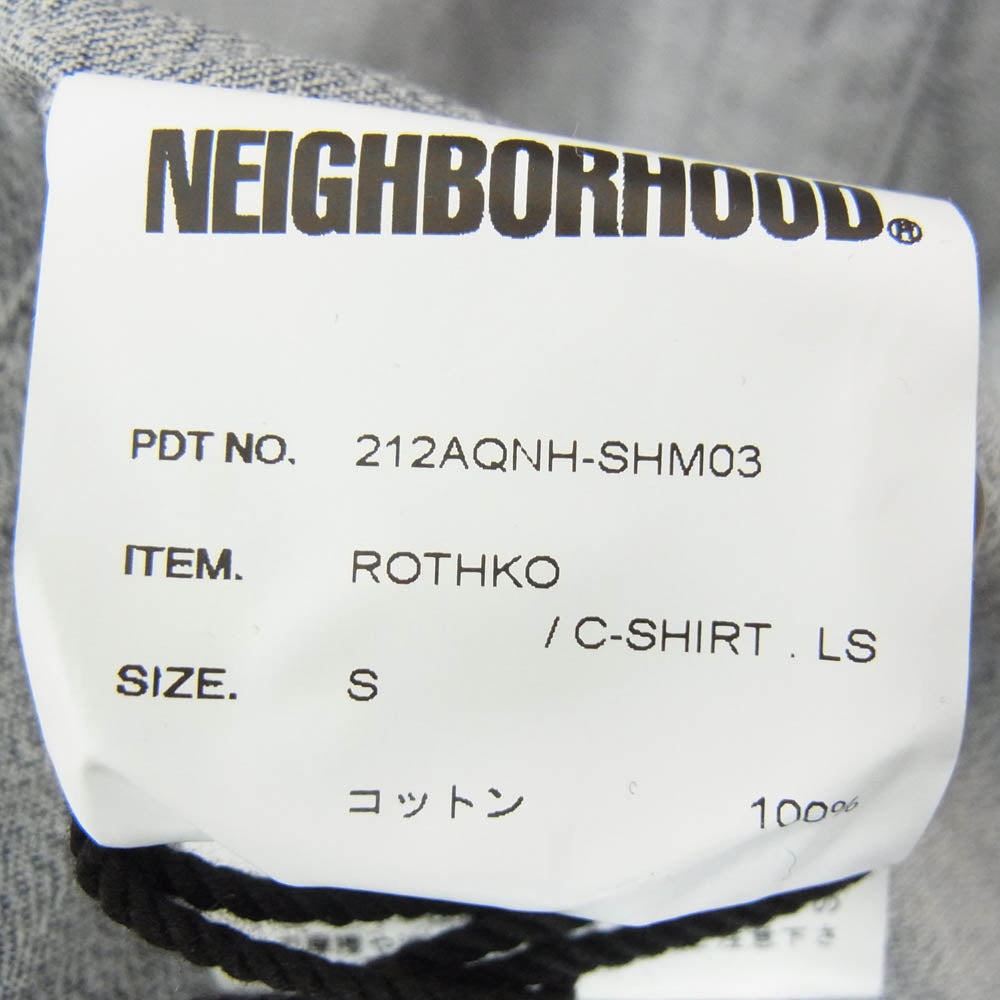 NEIGHBORHOOD®
PDT NO. 212AQNH-SHM03
ITEM. ROTHKO
/ C-SHIRT . LS
SIZE. S
コットン 100%